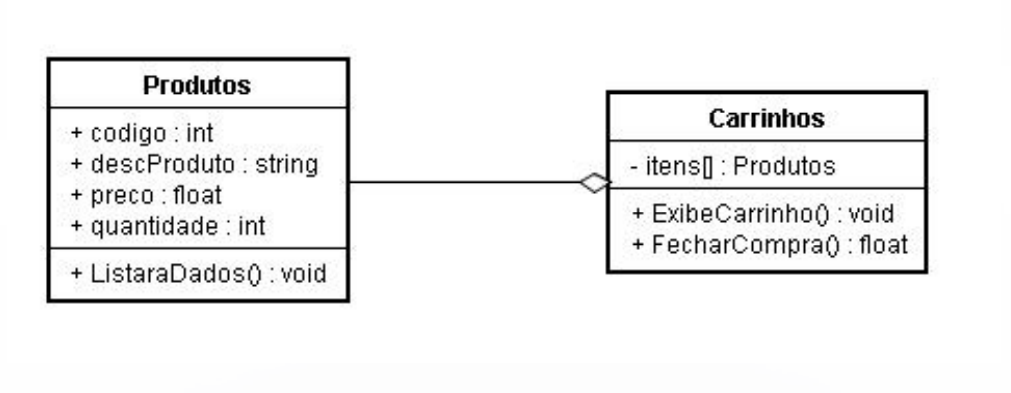 Produtos
+ codigo : int
+ descProduto : string
+ preco : float
+ quantidade : int
+ ListaraDados() : void
Carrinhos
- itens[] : Produtos
+ ExibeCarrinho() : void
+ FecharCompra() : float